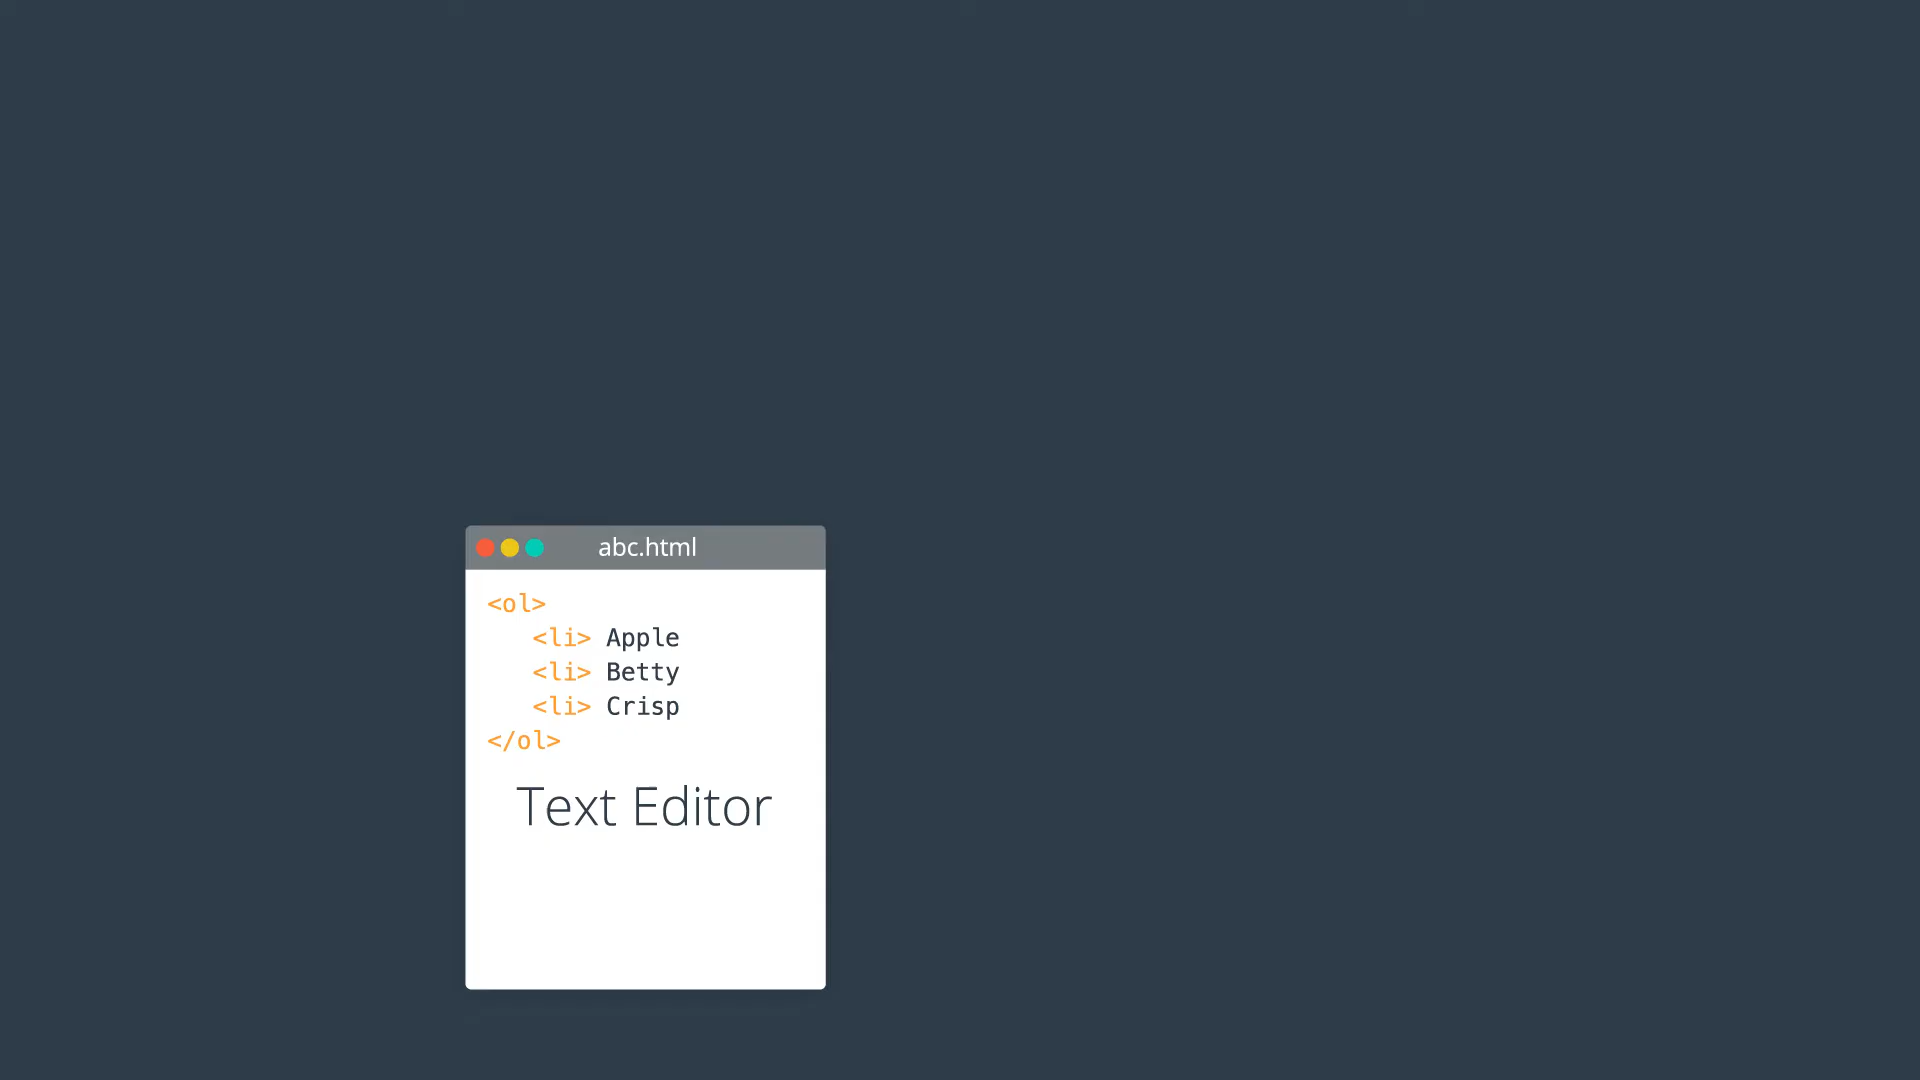 abc.html
<ol>
<li> Apple
<li> Betty
<li> Crisp
</ol>
Text Editor